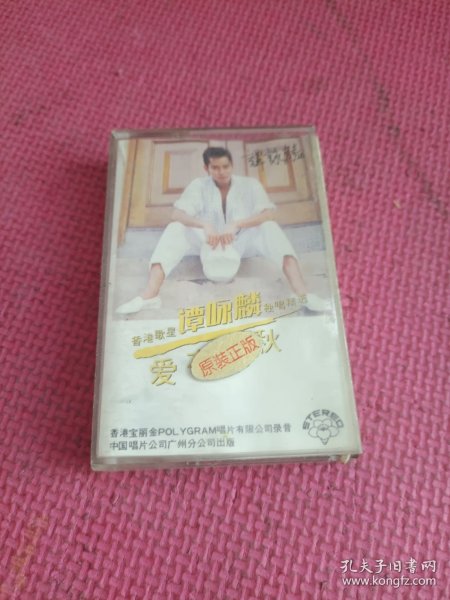 谭咏麟
香港歌星 谭咏麟 独唱精选
爱 秋
原装正版
香港宝丽金POLYGRAM唱片有限公司录音
中国唱片公司广州分公司出版
STEREO
孔夫子旧书网
www.kongfz.com